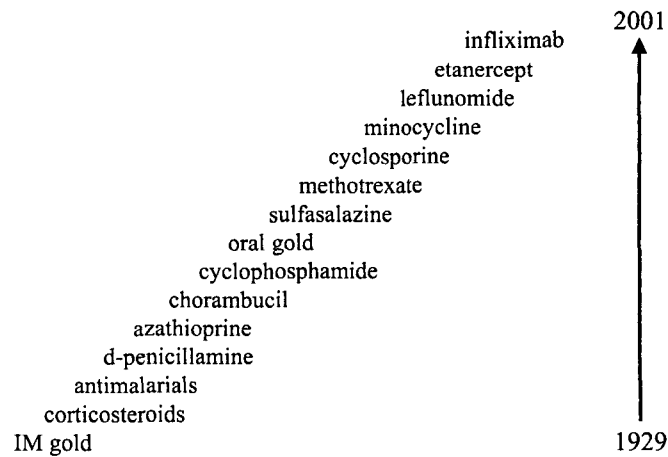 2001
infliximab
etanercept
leflunomide
minocycline
cyclosporine
methotrexate
sulfasalazine
oral gold
cyclophosphamide
chorambucil
azathioprine
d-penicillamine
antimalarials
corticosteroids
IM gold
1929